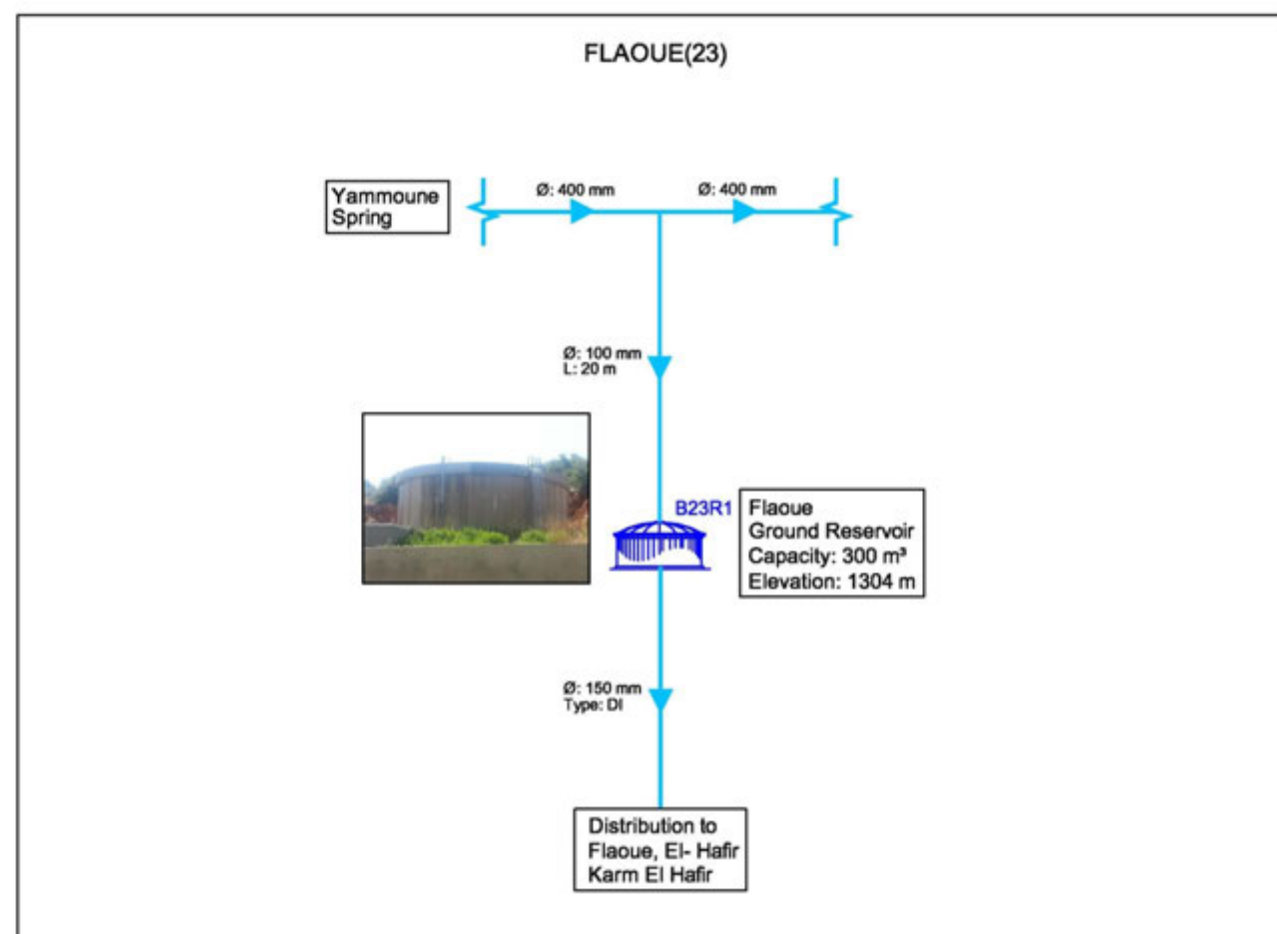 FLAOUE(23)
Yammoune
Spring
Ø: 400 mm
Ø: 400 mm
Ø: 100 mm
L: 20 m
B23R1
Flaoue
Ground Reservoir
Capacity: 300 m³
Elevation: 1304 m
Ø: 150 mm
Type: DI
Distribution to
Flaoue, El- Hafir
Karm El Hafir